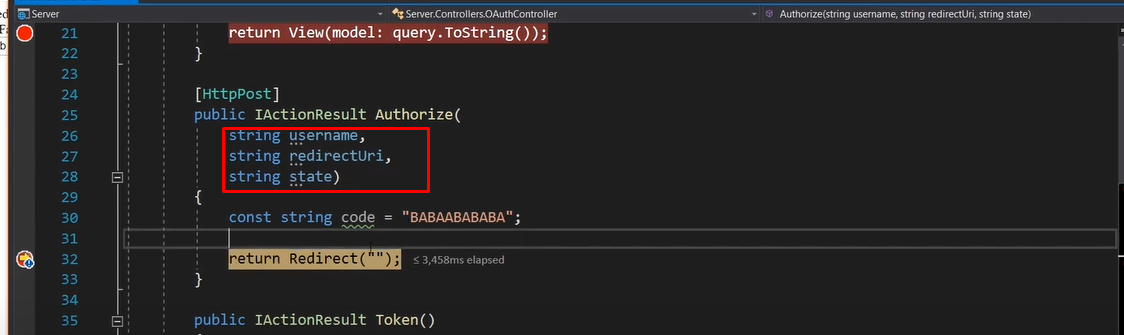 Server
Server.Controllers.OAuthController
Authorize(string username, string redirectUri, string state)
21 return View(model: query.ToString());
22 }
23
24 [HttpPost]
25 public IActionResult Authorize(
26 string username,
27 string redirectUri,
28 string state)
29 {
30 const string code = "BABAABABABA";
31
32 return Redirect(""); ≤ 3,458ms elapsed
33 }
34
35 public IActionResult Token()